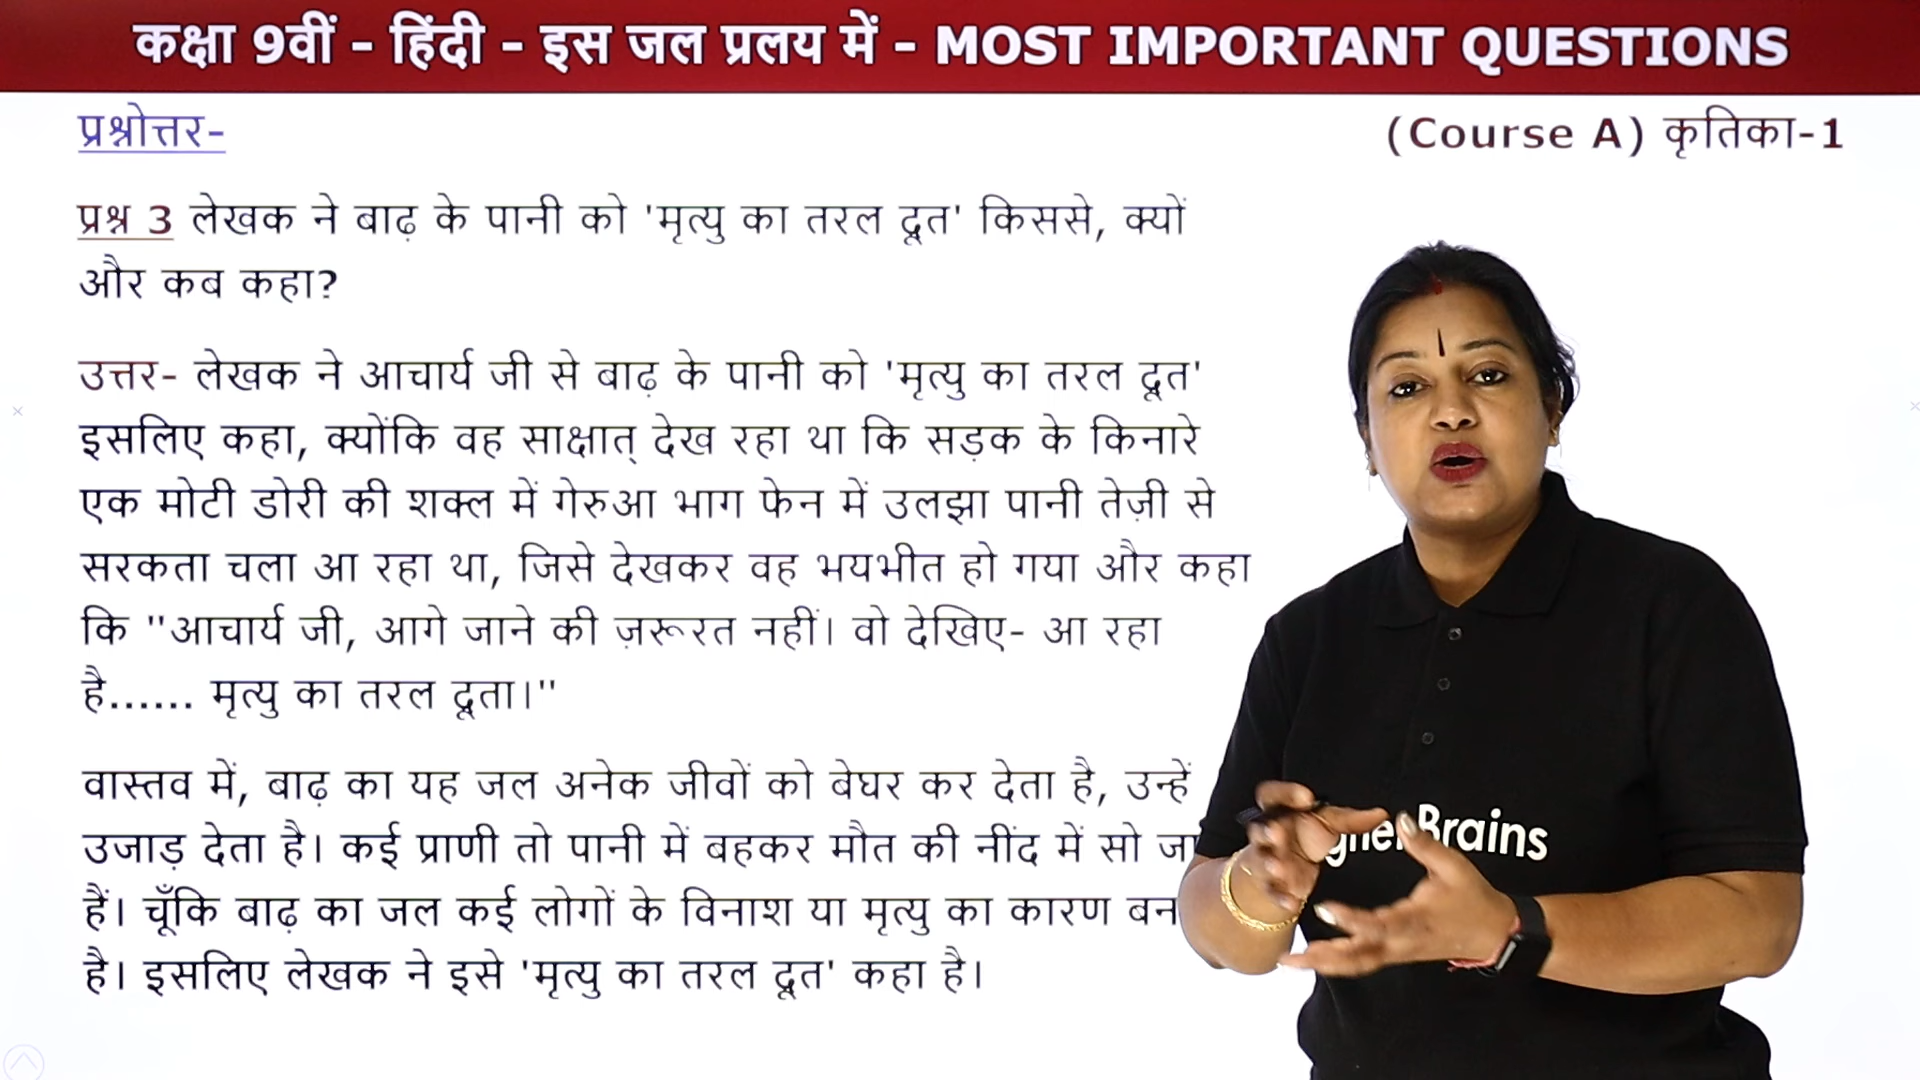 कक्षा 9वीं - हिंदी - इस जल प्रलय में - MOST IMPORTANT QUESTIONS
प्रश्नोत्तर-
(Course A) कृतिका-1
प्रश्न 3 लेखक ने बाढ़ के पानी को 'मृत्यु का तरल दूत' किससे, क्यों
और कब कहा?
उत्तर- लेखक ने आचार्य जी से बाढ़ के पानी को 'मृत्यु का तरल दूत'
इसलिए कहा, क्योंकि वह साक्षात् देख रहा था कि सड़क के किनारे
एक मोटी डोरी की शक्ल में गेरुआ भाग फेन में उलझा पानी तेज़ी से
सरकता चला आ रहा था, जिसे देखकर वह भयभीत हो गया और कहा
कि "आचार्य जी, आगे जाने की ज़रूरत नहीं। वो देखिए- आ रहा
है...... मृत्यु का तरल दूता।"
वास्तव में, बाढ़ का यह जल अनेक जीवों को बेघर कर देता है, उन्हें
उजाड़ देता है। कई प्राणी तो पानी में बहकर मौत की नींद में सो
हैं। चूँकि बाढ़ का जल कई लोगों के विनाश या मृत्यु का कारण बन
है। इसलिए लेखक ने इसे 'मृत्यु का तरल दूत' कहा है।
Brains